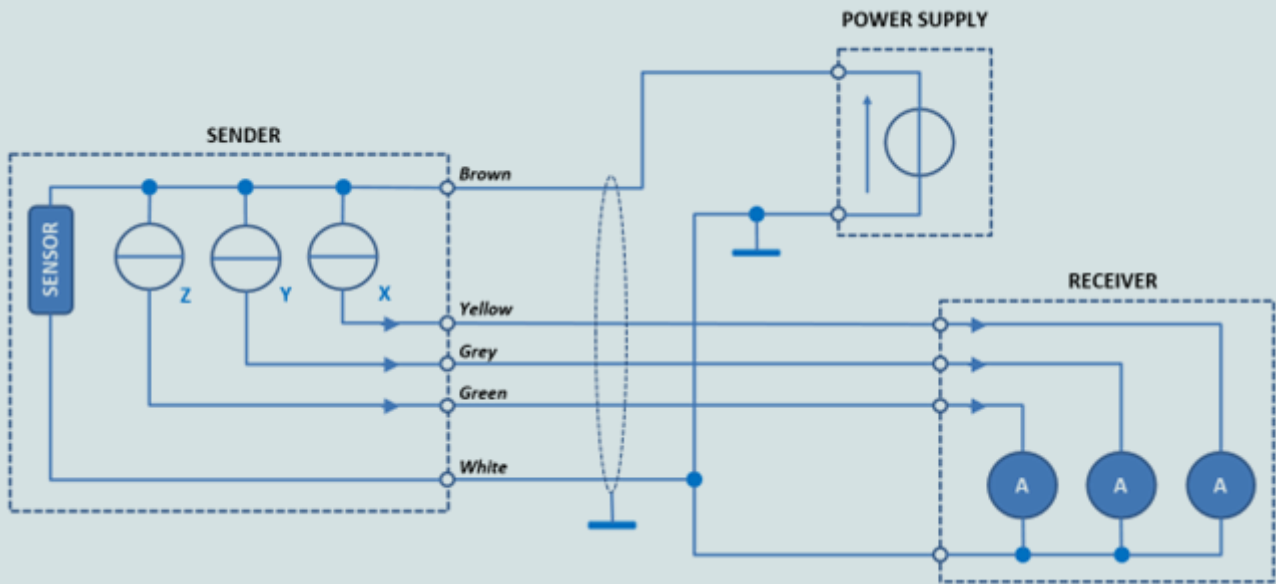 POWER SUPPLY
SENDER
Brown
SENSOR
Z
Y
X
RECEIVER
Yellow
Grey
Green
White
A
A
A